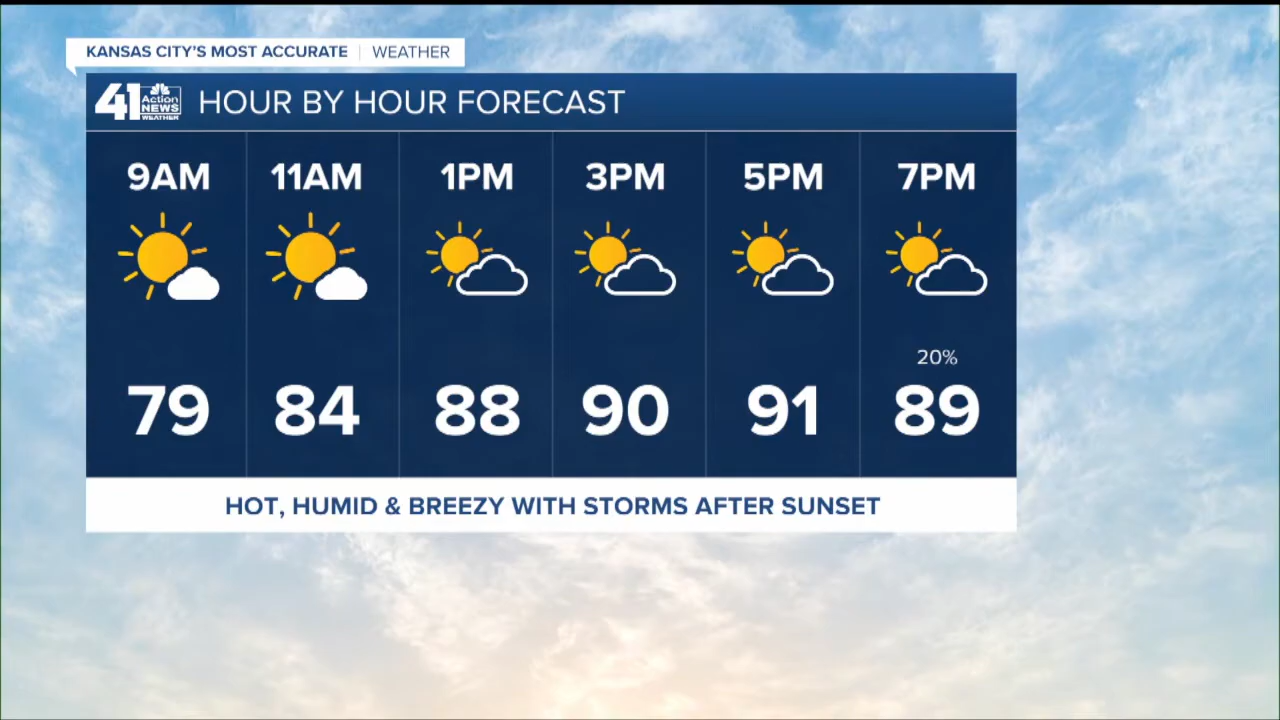 KANSAS CITY'S MOST ACCURATE | WEATHER
41 Action NEWS WEATHER
HOUR BY HOUR FORECAST
9AM 11AM 1PM 3PM 5PM 7PM
20%
79 84 88 90 91 89
HOT, HUMID & BREEZY WITH STORMS AFTER SUNSET